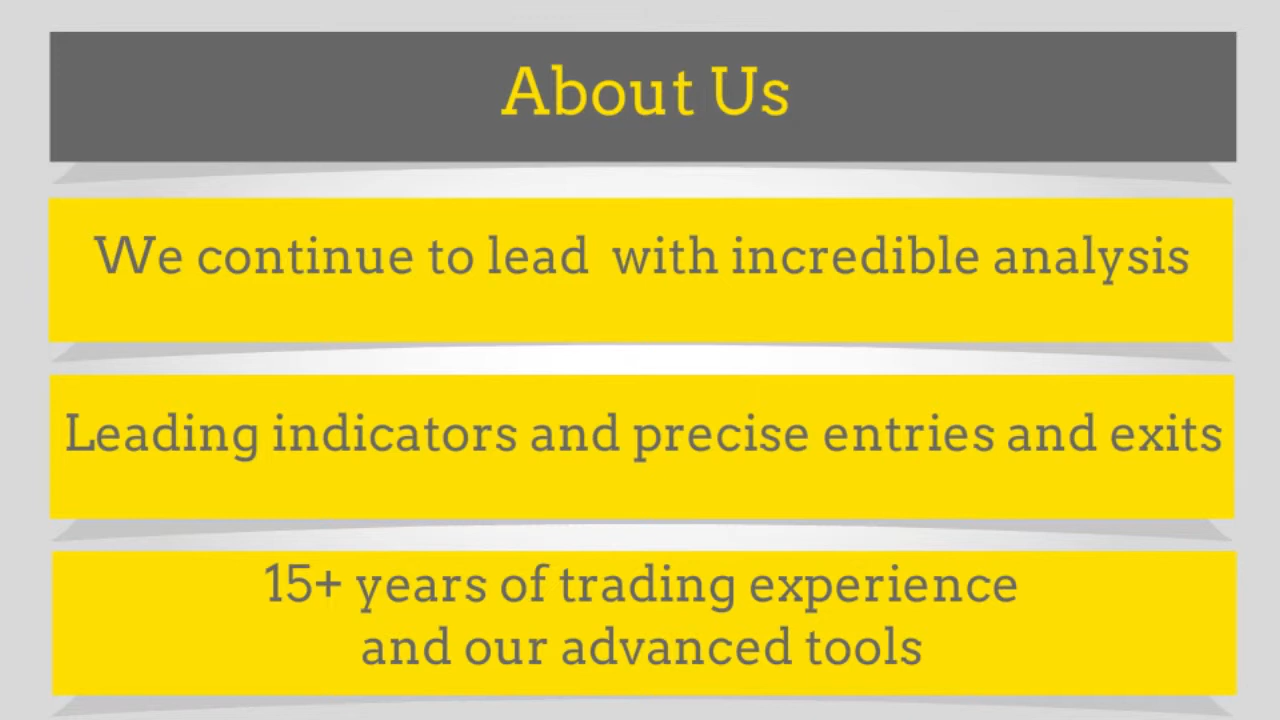 About Us
We continue to lead  with incredible analysis
Leading indicators and precise entries and exits
15+ years of trading experience
and our advanced tools